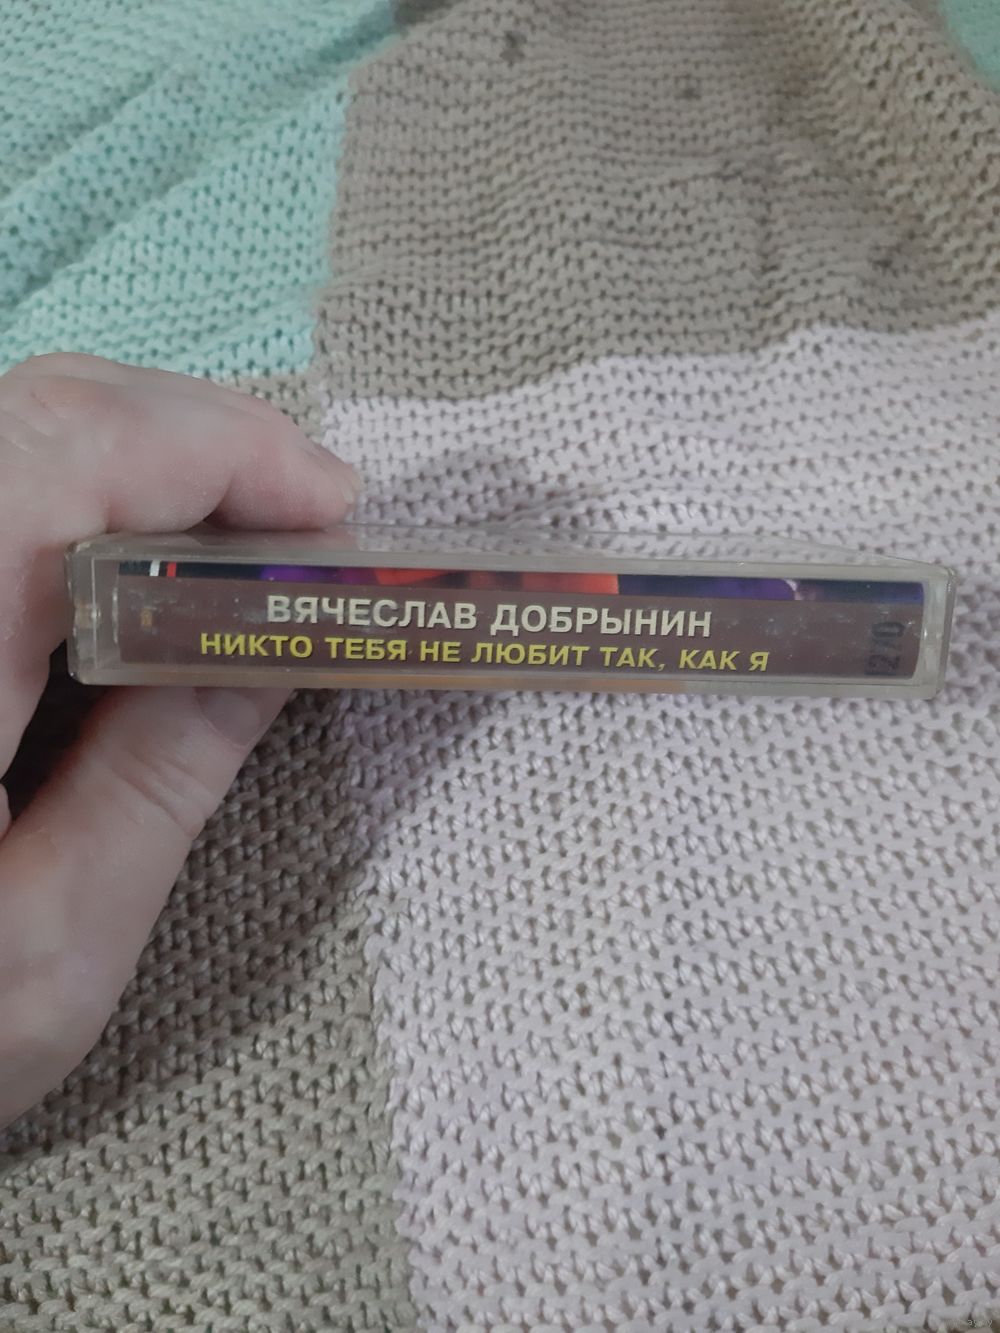 ВЯЧЕСЛАВ ДОБРЫНИН
НИКТО ТЕБЯ НЕ ЛЮБИТ ТАК, КАК Я